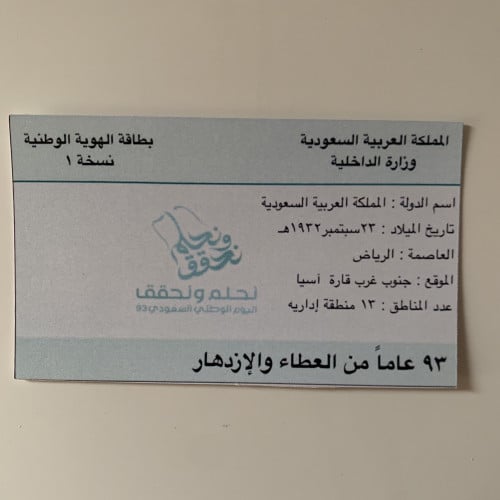 المملكة العربية السعودية
وزارة الداخلية
بطاقة الهوية الوطنية
نسخة ١
اسم الدولة : المملكة العربية السعودية
تاريخ الميلاد : ٢٣سبتمبر١٩٣٢هـ
العاصمة : الرياض
الموقع : جنوب غرب قارة آسيا
عدد المناطق : ١٣ منطقة إداريه
نحلم
ونحقق
نحلم ونحقق
اليوم الوطني السعودي 93
٩٣ عاماً من العطاء والإزدهار